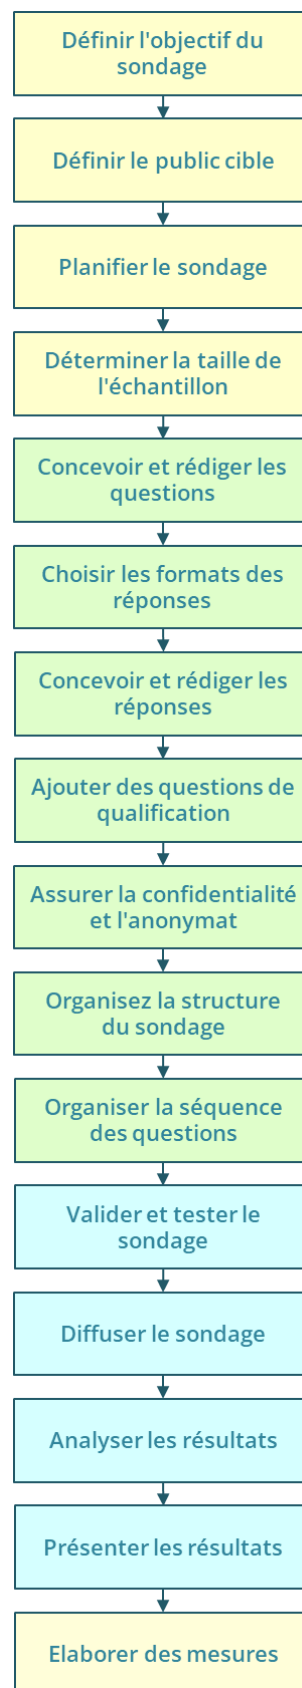 Définir l'objectif du
sondage
Définir le public cible
Planifier le sondage
Déterminer la taille de
l'échantillon
Concevoir et rédiger les
questions
Choisir les formats des
réponses
Concevoir et rédiger les
réponses
Ajouter des questions de
qualification
Assurer la confidentialité
et l'anonymat
Organisez la structure
du sondage
Organiser la séquence
des questions
Valider et tester le
sondage
Diffuser le sondage
Analyser les résultats
Présenter les résultats
Elaborer des mesures